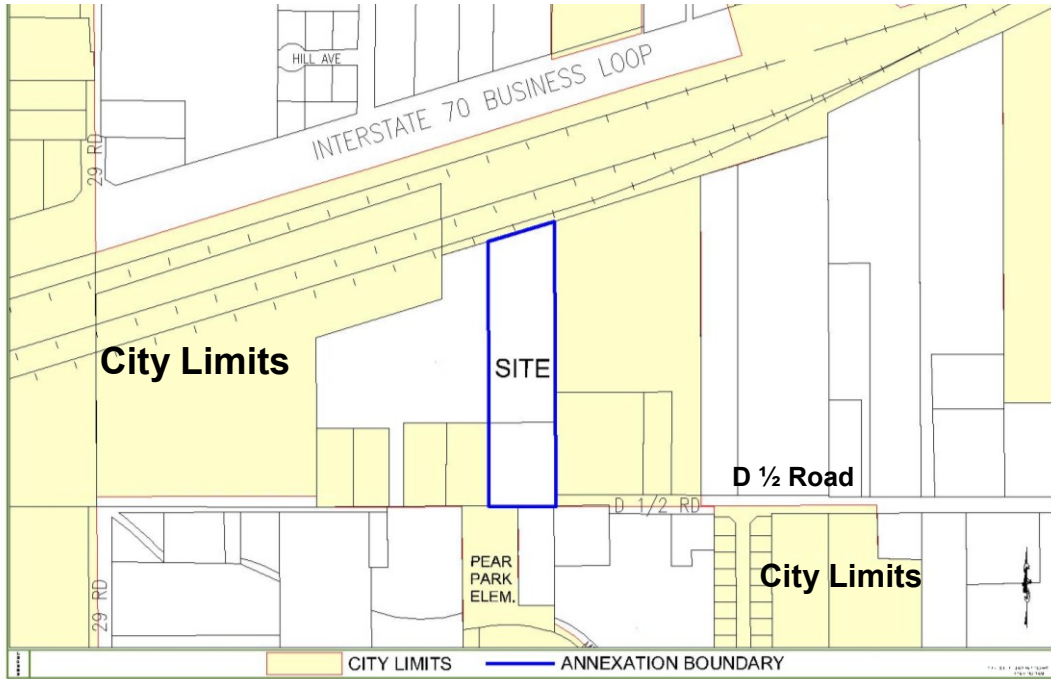 HILL AVE
INTERSTATE 70 BUSINESS LOOP
29 RD
City Limits
SITE
D ½ Road
D 1/2 RD
PEAR
PARK
ELEM.
City Limits
29 RD
CITY LIMITS
ANNEXATION BOUNDARY